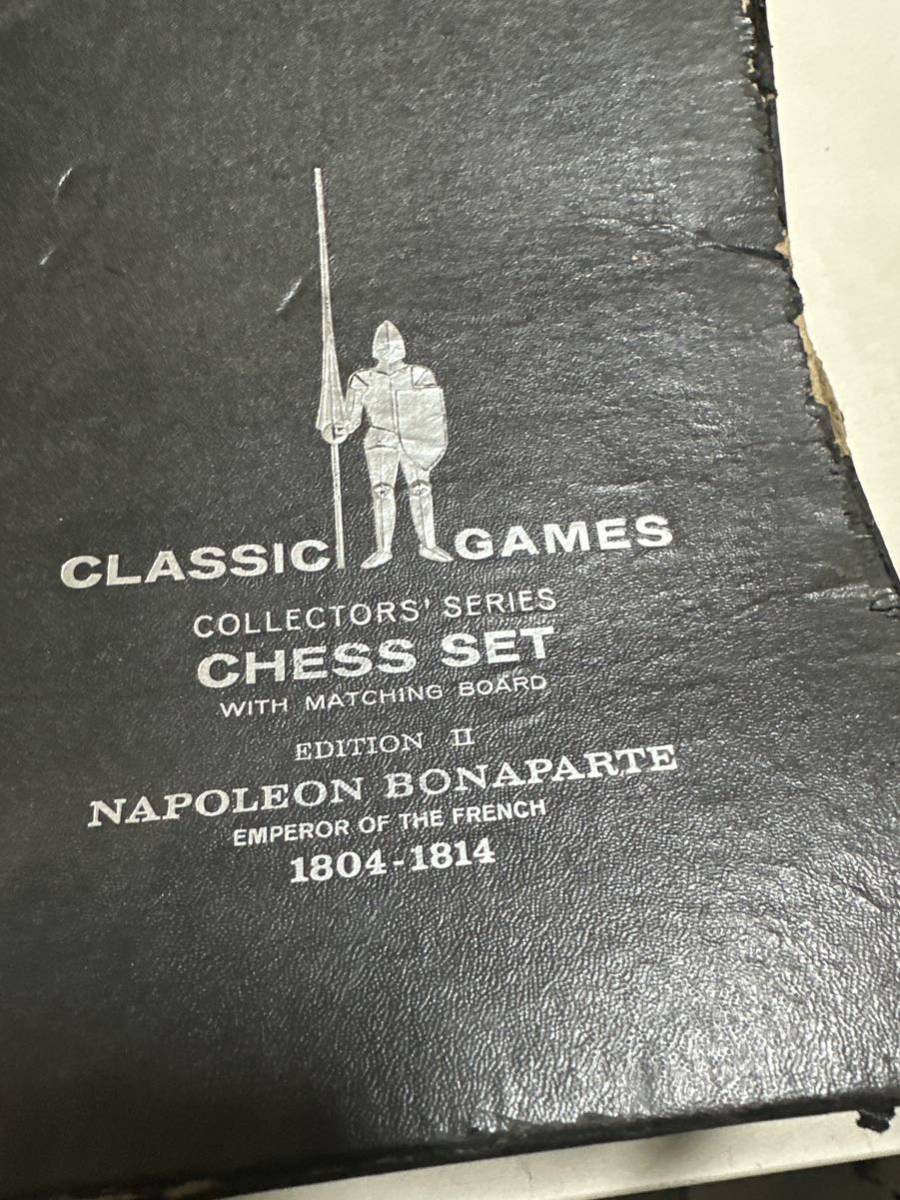 CLASSIC GAMES
COLLECTORS' SERIES
CHESS SET
WITH MATCHING BOARD
EDITION II
NAPOLEON BONAPARTE
EMPEROR OF THE FRENCH
1804-1814